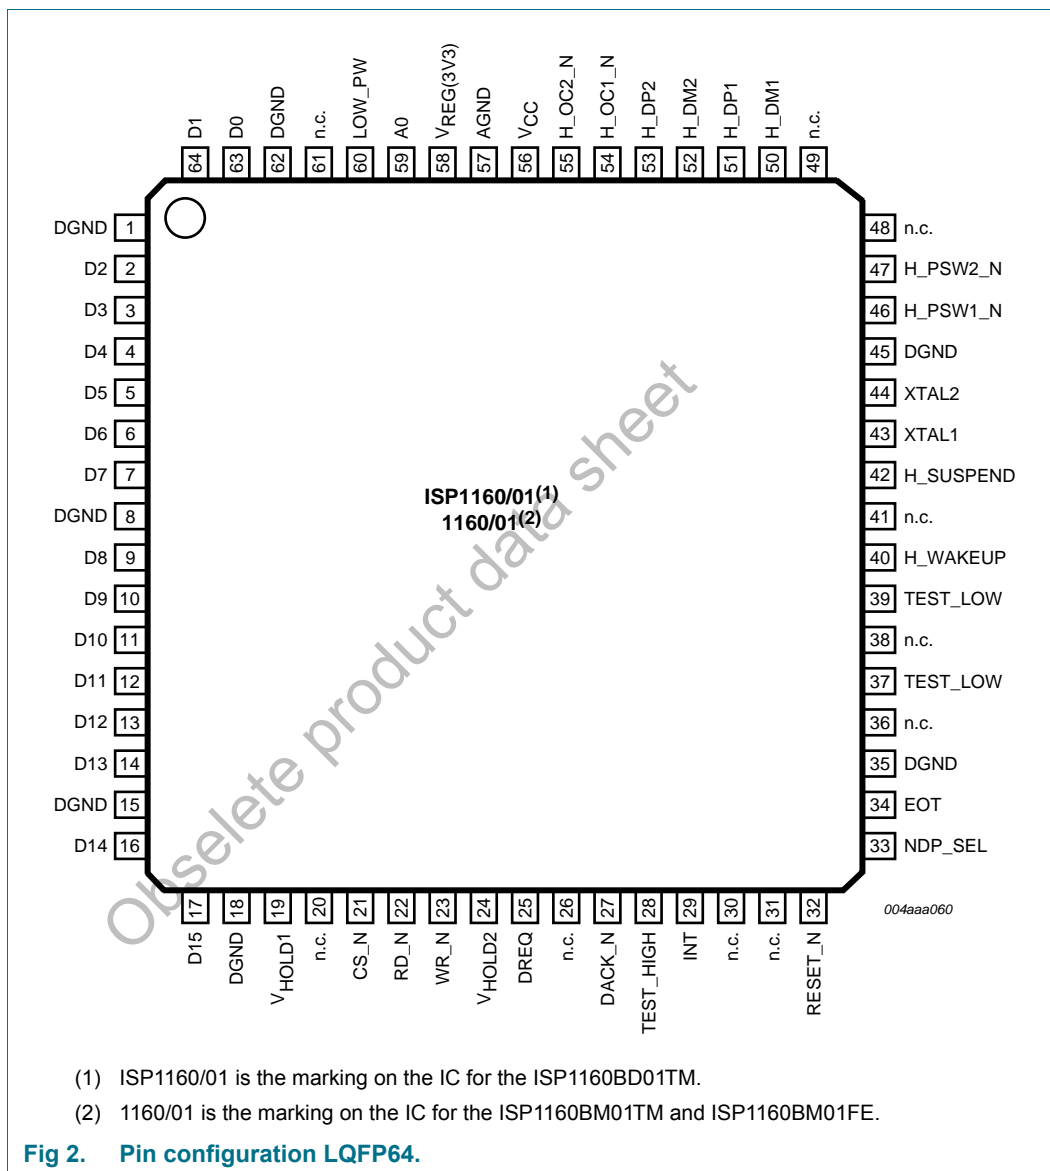 D1
D0
DGND
n.c.
LOW_PW
A0
VREG(3V3)
AGND
VCC
H_OC2_N
H_OC1_N
H_DP2
H_DM2
H_DP1
H_DM1
n.c.
64
63
62
61
60
59
58
57
56
55
54
53
52
51
50
49
DGND 1
D2 2
D3 3
D4 4
D5 5
D6 6
D7 7
DGND 8
D8 9
D9 10
D10 11
D11 12
D12 13
D13 14
DGND 15
D14 16
ISP1160/01(1)
1160/01(2)
Obsolete product data sheet
48 n.c.
47 H_PSW2_N
46 H_PSW1_N
45 DGND
44 XTAL2
43 XTAL1
42 H_SUSPEND
41 n.c.
40 H_WAKEUP
39 TEST_LOW
38 n.c.
37 TEST_LOW
36 n.c.
35 DGND
34 EOT
33 NDP_SEL
17
18
19
20
21
22
23
24
25
26
27
28
29
30
31
32
D15
DGND
VHOLD1
n.c.
CS_N
RD_N
WR_N
VHOLD2
DREQ
n.c.
DACK_N
TEST_HIGH
INT
n.c.
n.c.
RESET_N
004aaa060
(1) ISP1160/01 is the marking on the IC for the ISP1160BD01TM.
(2) 1160/01 is the marking on the IC for the ISP1160BM01TM and ISP1160BM01FE.
Fig 2. Pin configuration LQFP64.